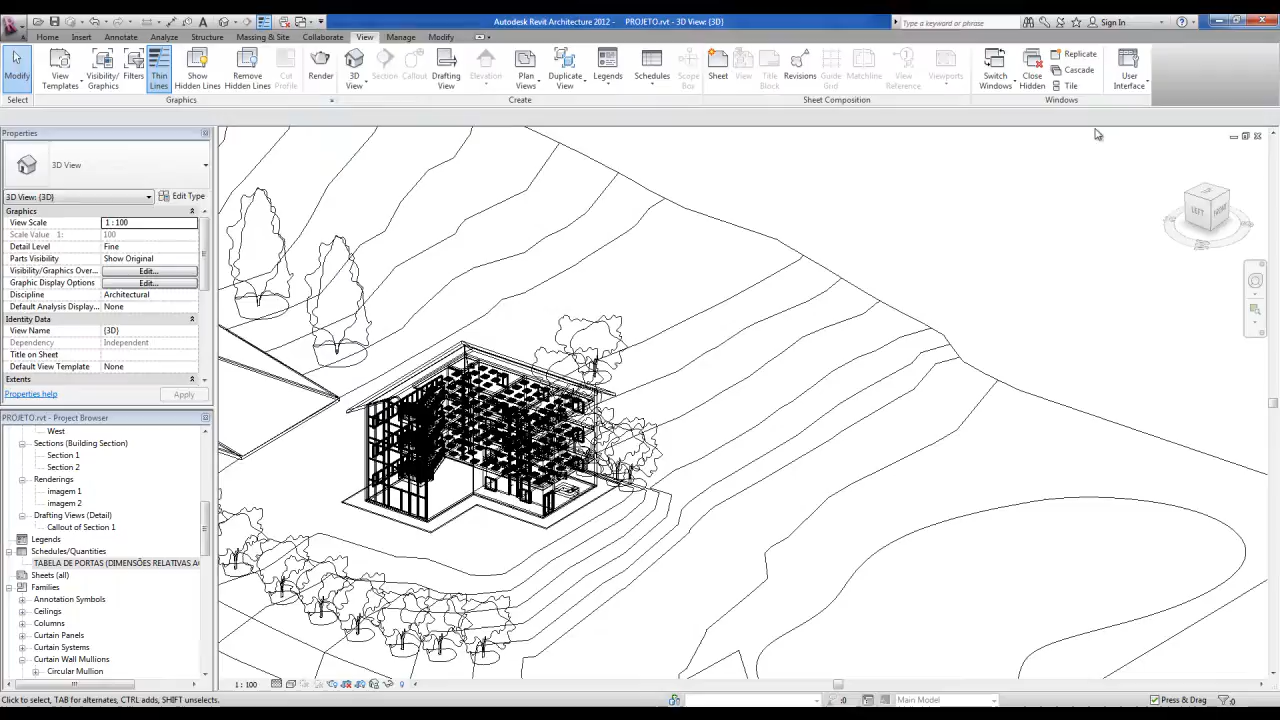 Autodesk Revit Architecture 2012 - PROJETO.rvt - 3D View: {3D}
Type a keyword or phrase
Sign In
Home Insert Annotate Analyze Structure Massing & Site Collaborate View Manage Modify
Modify
View Templates
Visibility/ Graphics
Filters
Thin Lines
Show Hidden Lines
Remove Hidden Lines
Cut Profile
Render
3D View
Section
Callout
Drafting View
Elevation
Plan Views
Duplicate View
Legends
Schedules
Scope Box
Sheet
View
Title Block
Revisions
Guide Grid
Matchline
View Reference
Viewports
Switch Windows
Close Hidden
Replicate
Cascade
Tile
User Interface
Select
Graphics
Create
Sheet Composition
Windows
Properties
3D View
3D View: {3D}
Edit Type
Graphics
View Scale 1 : 100
Scale Value 1: 100
Detail Level Fine
Parts Visibility Show Original
Visibility/Graphics Over... Edit...
Graphic Display Options Edit...
Discipline Architectural
Default Analysis Display... None
Identity Data
View Name {3D}
Dependency Independent
Title on Sheet
Default View Template None
Extents
Properties help
Apply
PROJETO.rvt - Project Browser
West
Sections (Building Section)
Section 1
Section 2
Renderings
imagem 1
imagem 2
Drafting Views (Detail)
Callout of Section 1
Legends
Schedules/Quantities
TABELA DE PORTAS (DIMENSÕES RELATIVAS AO
Sheets (all)
Families
Annotation Symbols
Ceilings
Columns
Curtain Panels
Curtain Systems
Curtain Wall Mullions
Circular Mullion
LEFT
FRONT
1 : 100
Click to select, TAB for alternates, CTRL adds, SHIFT unselects.
:0
Main Model
Press & Drag
:0